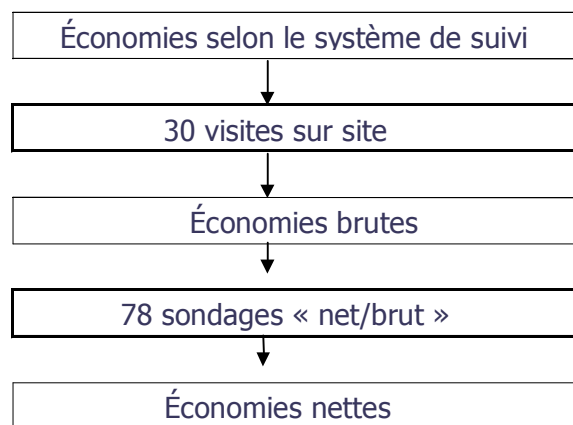 Économies selon le système de suivi
30 visites sur site
Économies brutes
78 sondages « net/brut »
Économies nettes